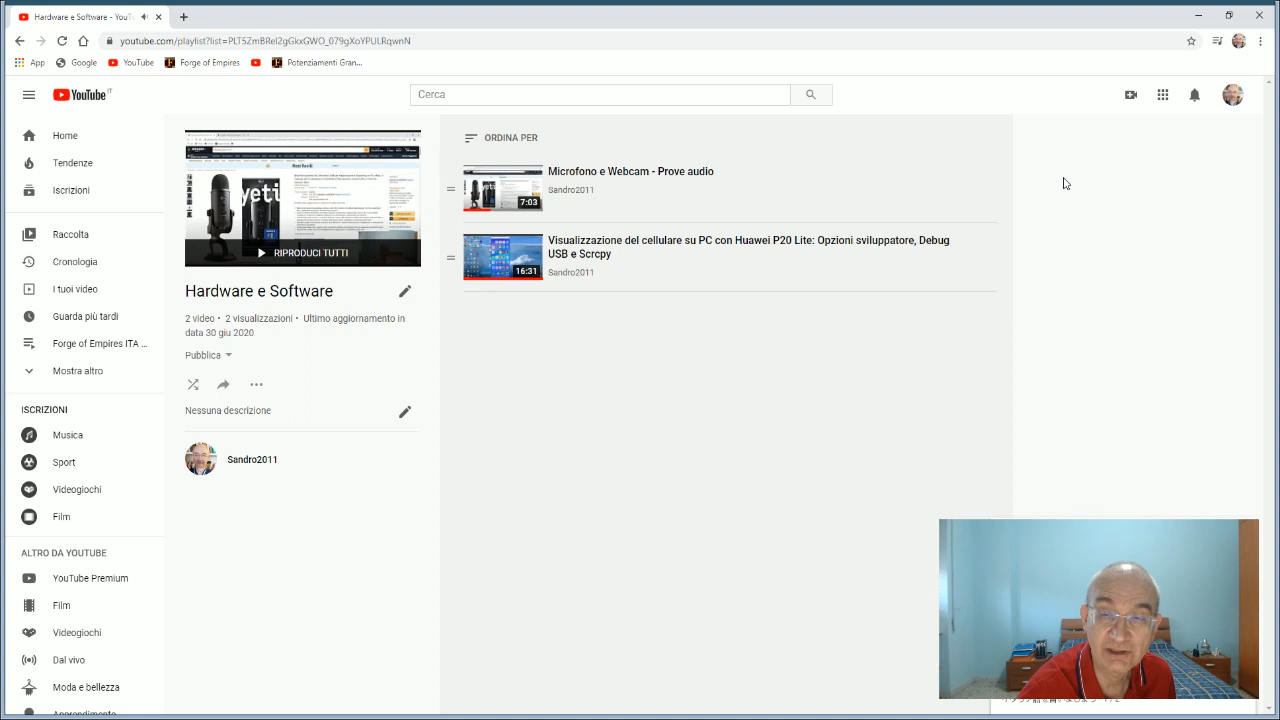 Hardware e Software - YouT
youtube.com/playlist?list=PLT5ZmBRel2gGkxGWO_079gXoYPULRqwnN
App
Google
YouTube
Forge of Empires
Potenziamenti Gran...
YouTube IT
Cerca
Home
Tendenze
Iscrizioni
Raccolta
Cronologia
I tuoi video
Guarda più tardi
Forge of Empires ITA ...
Mostra altro
ISCRIZIONI
Musica
Sport
Videogiochi
Film
ALTRO DA YOUTUBE
YouTube Premium
Film
Videogiochi
Dal vivo
Moda e bellezza
yeti
RIPRODUCI TUTTI
Hardware e Software
2 video • 2 visualizzazioni • Ultimo aggiornamento in
data 30 giu 2020
Pubblica
Nessuna descrizione
Sandro2011
ORDINA PER
Microfono e Webcam - Prove audio
Sandro2011
7:03
Visualizzazione del cellulare su PC con Huawei P20 Lite: Opzioni sviluppatore, Debug
USB e Scrcpy
Sandro2011
16:31